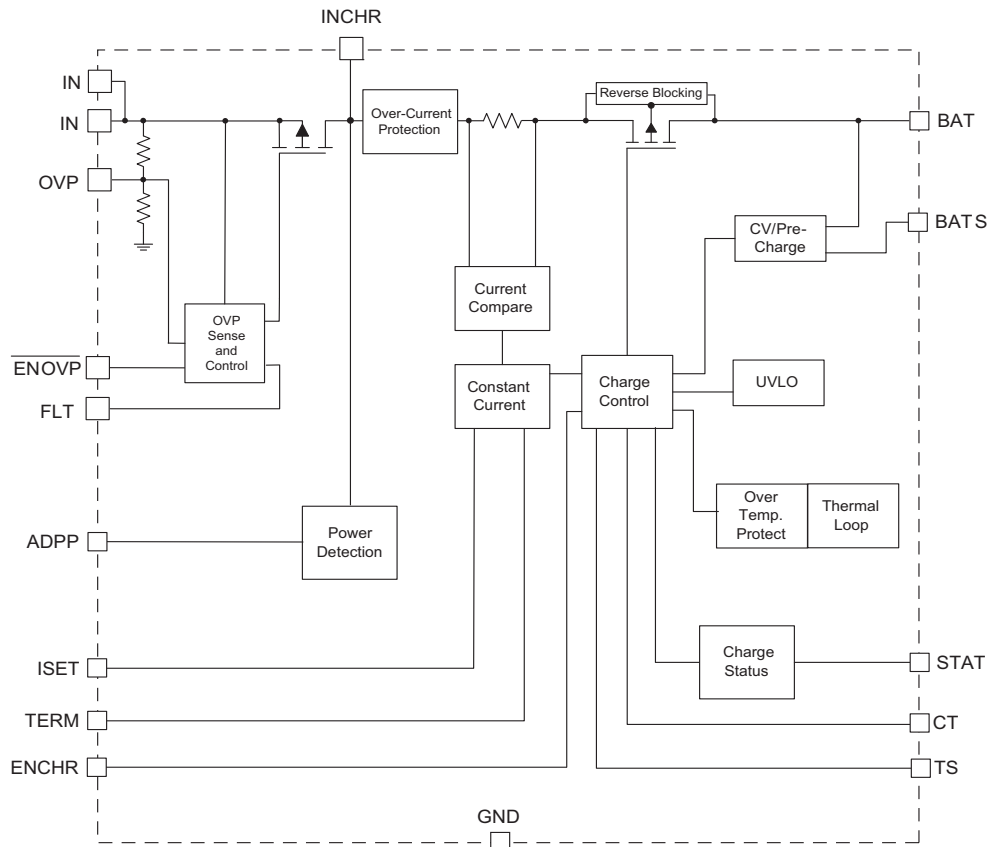 INCHR
IN
IN
OVP
ENOVP
FLT
ADPP
ISET
TERM
ENCHR
Over-Current
Protection
Reverse Blocking
BAT
BATS
CV/Pre-
Charge
Current
Compare
OVP
Sense
and
Control
Constant
Current
Charge
Control
UVLO
Over
Temp.
Protect
Thermal
Loop
Power
Detection
Charge
Status
STAT
CT
TS
GND